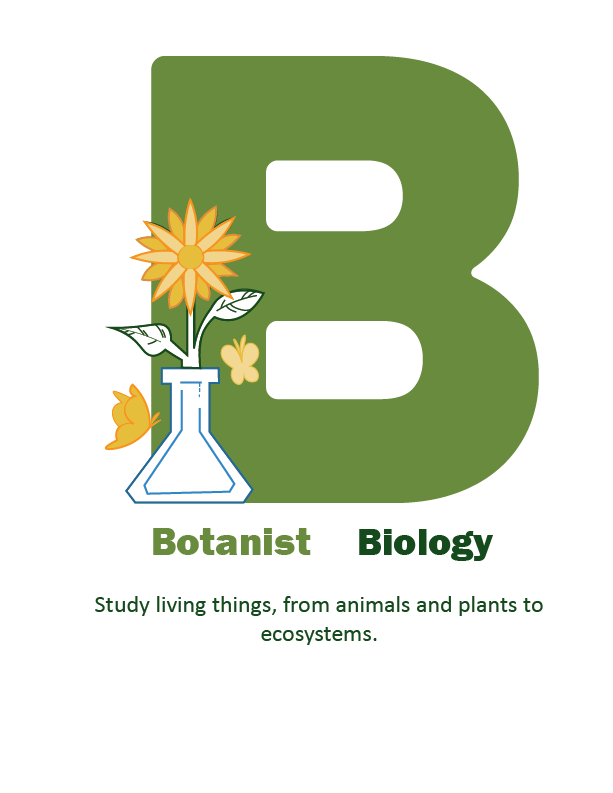 B
Botanist Biology
Study living things, from animals and plants to
ecosystems.